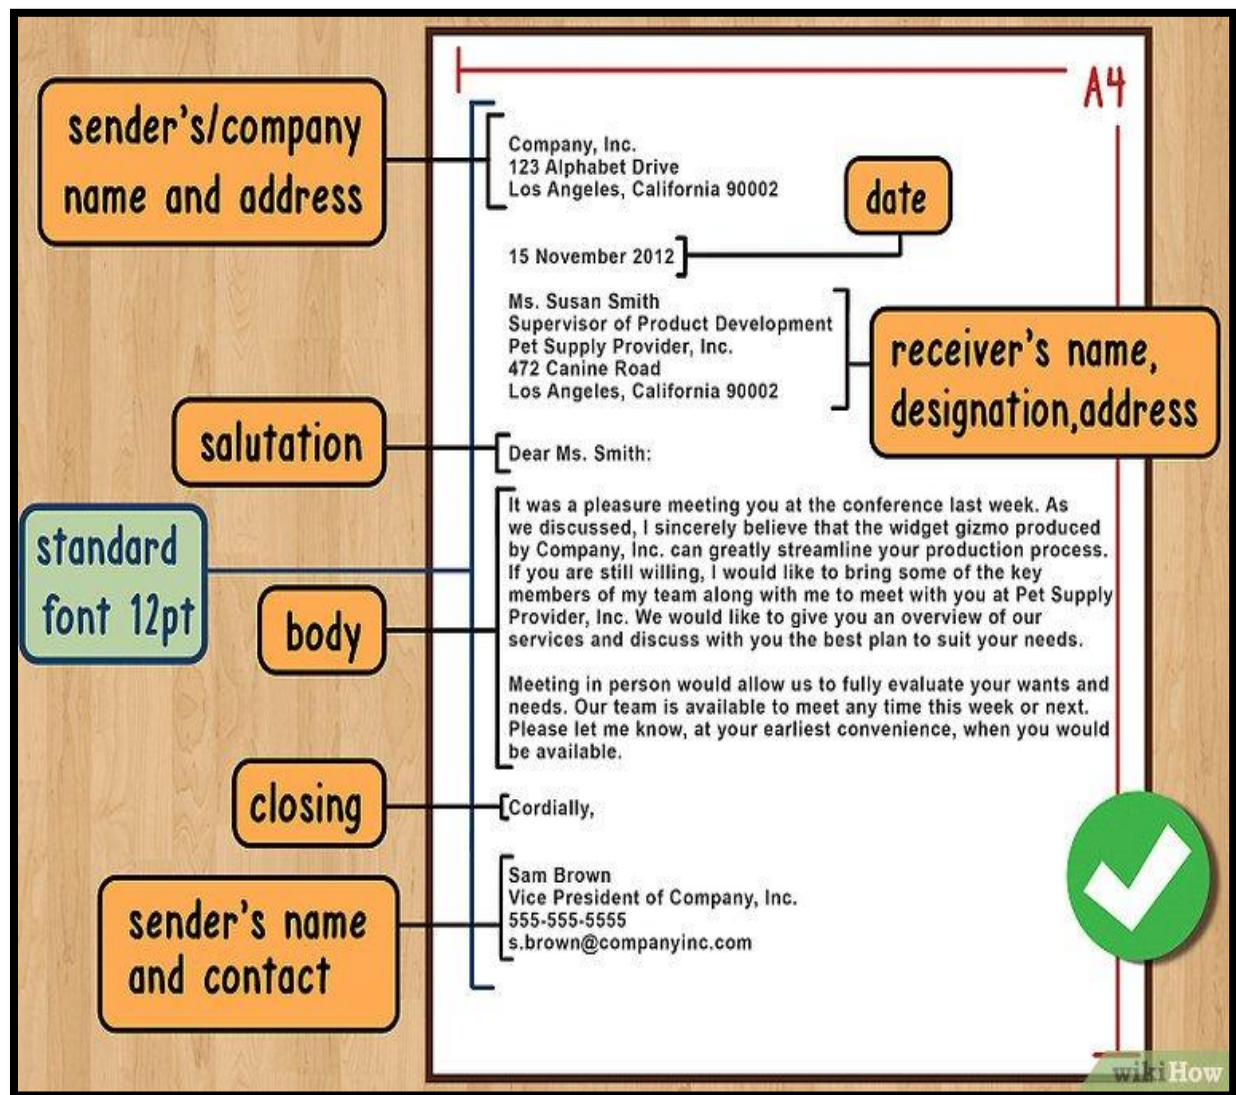 A4
sender's/company
name and address
Company, Inc.
123 Alphabet Drive
Los Angeles, California 90002
date
15 November 2012
Ms. Susan Smith
Supervisor of Product Development
Pet Supply Provider, Inc.
472 Canine Road
Los Angeles, California 90002
receiver's name,
designation,address
salutation
Dear Ms. Smith:
standard
font 12pt
body
It was a pleasure meeting you at the conference last week. As
we discussed, I sincerely believe that the widget gizmo produced
by Company, Inc. can greatly streamline your production process.
If you are still willing, I would like to bring some of the key
members of my team along with me to meet with you at Pet Supply
Provider, Inc. We would like to give you an overview of our
services and discuss with you the best plan to suit your needs.
Meeting in person would allow us to fully evaluate your wants and
needs. Our team is available to meet any time this week or next.
Please let me know, at your earliest convenience, when you would
be available.
closing
Cordially,
sender's name
and contact
Sam Brown
Vice President of Company, Inc.
555-555-5555
s.brown@companyinc.com
wikiHow